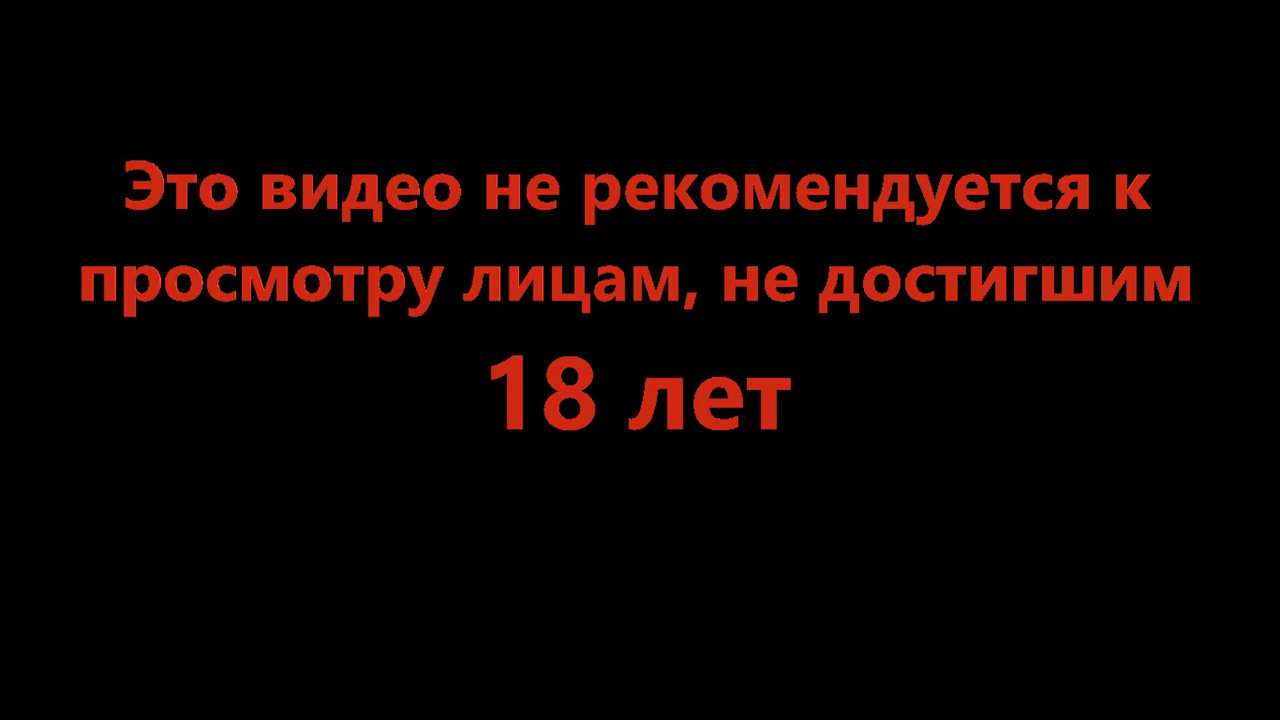 Это видео не рекомендуется к
просмотру лицам, не достигшим
18 лет